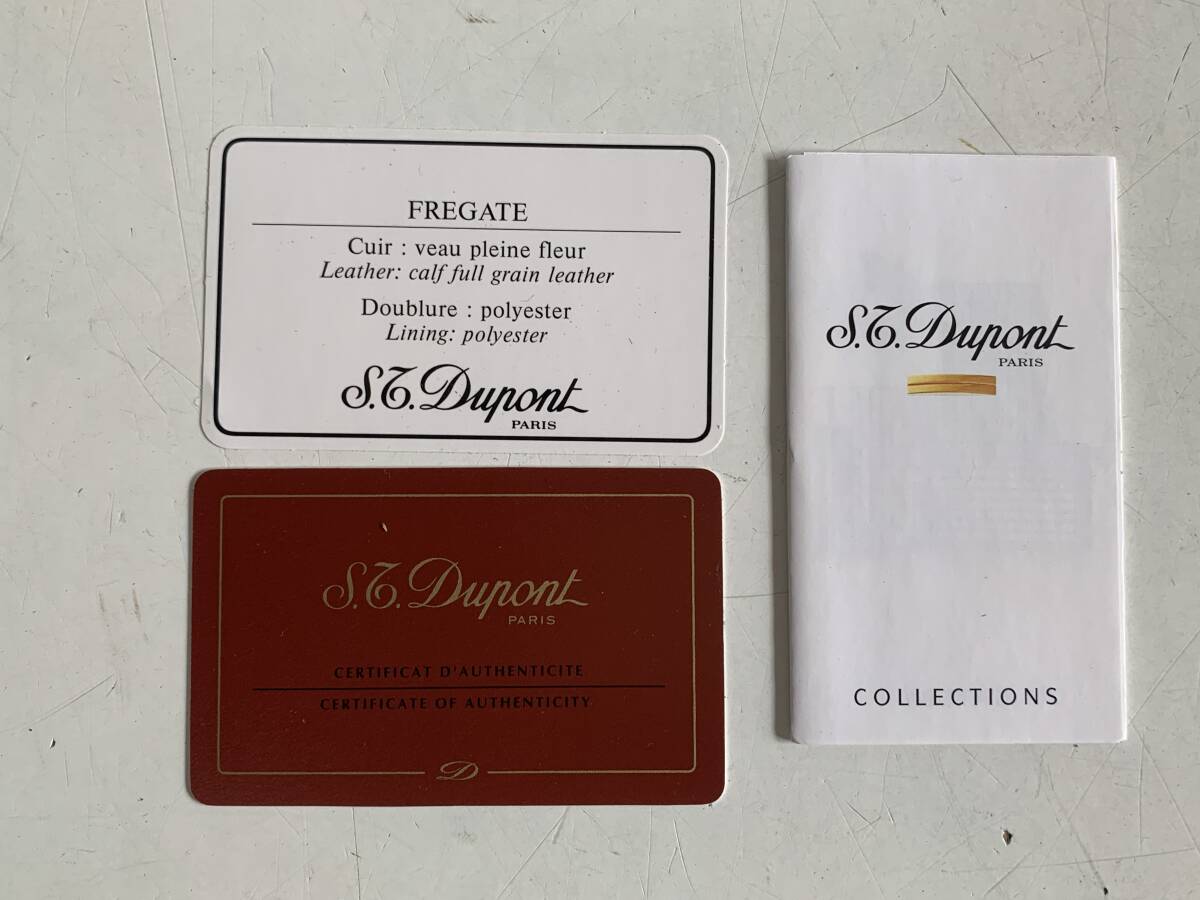 FREGATE
Cuir : veau pleine fleur
Leather: calf full grain leather
Doublure : polyester
Lining: polyester
S.T. Dupont
PARIS
S.T. Dupont
PARIS
CERTIFICAT D'AUTHENTICITE
CERTIFICATE OF AUTHENTICITY
D
S.T. Dupont
PARIS
COLLECTIONS